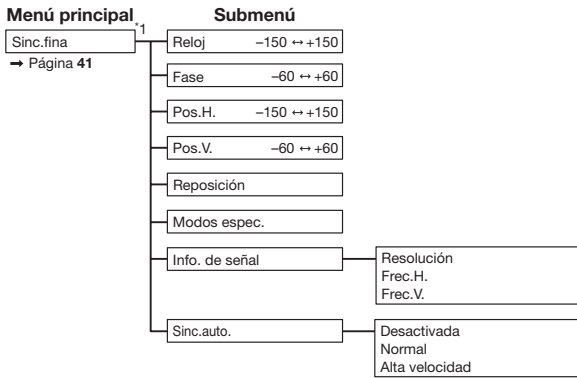 Menú principal Submenú
Sinc.fina *1
➞ Página 41
Reloj –150 ↔ +150
Fase –60 ↔ +60
Pos.H. –150 ↔ +150
Pos.V. –60 ↔ +60
Reposición
Modos espec.
Info. de señal
Resolución
Frec.H.
Frec.V.
Sinc.auto.
Desactivada
Normal
Alta velocidad